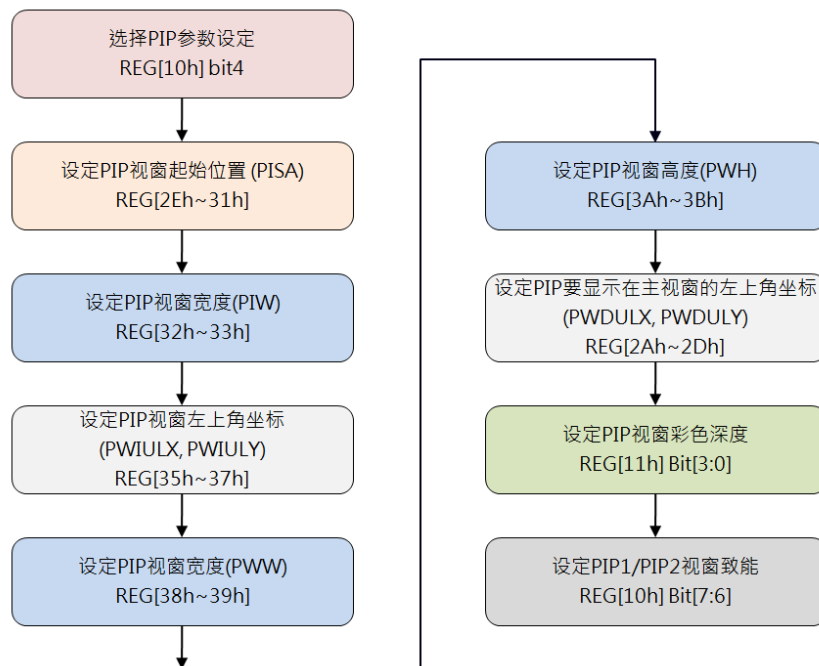 选择PIP参数设定
REG[10h] bit4
设定PIP视窗起始位置 (PISA)
REG[2Eh~31h]
设定PIP视窗宽度(PIW)
REG[32h~33h]
设定PIP视窗左上角坐标
(PWIULX, PWIULY)
REG[35h~37h]
设定PIP视窗宽度(PWW)
REG[38h~39h]
设定PIP视窗高度(PWH)
REG[3Ah~3Bh]
设定PIP要显示在主视窗的左上角坐标
(PWDULX, PWDULY)
REG[2Ah~2Dh]
设定PIP视窗彩色深度
REG[11h] Bit[3:0]
设定PIP1/PIP2视窗致能
REG[10h] Bit[7:6]